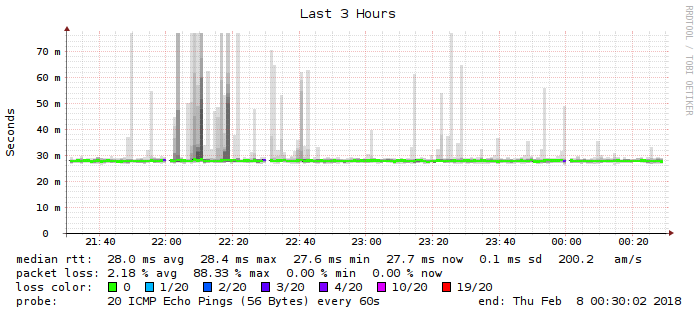 Last 3 Hours
RRDTOOL / TOBI OETIKER
Seconds
70 m
60 m
50 m
40 m
30 m
20 m
10 m
0
21:40 22:00 22:20 22:40 23:00 23:20 23:40 00:00 00:20
median rtt: 28.0 ms avg 28.4 ms max 27.6 ms min 27.7 ms now 0.1 ms sd 200.2 am/s
packet loss: 2.18 % avg 88.33 % max 0.00 % min 0.00 % now
loss color: 0 1/20 2/20 3/20 4/20 10/20 19/20
probe: 20 ICMP Echo Pings (56 Bytes) every 60s end: Thu Feb 8 00:30:02 2018